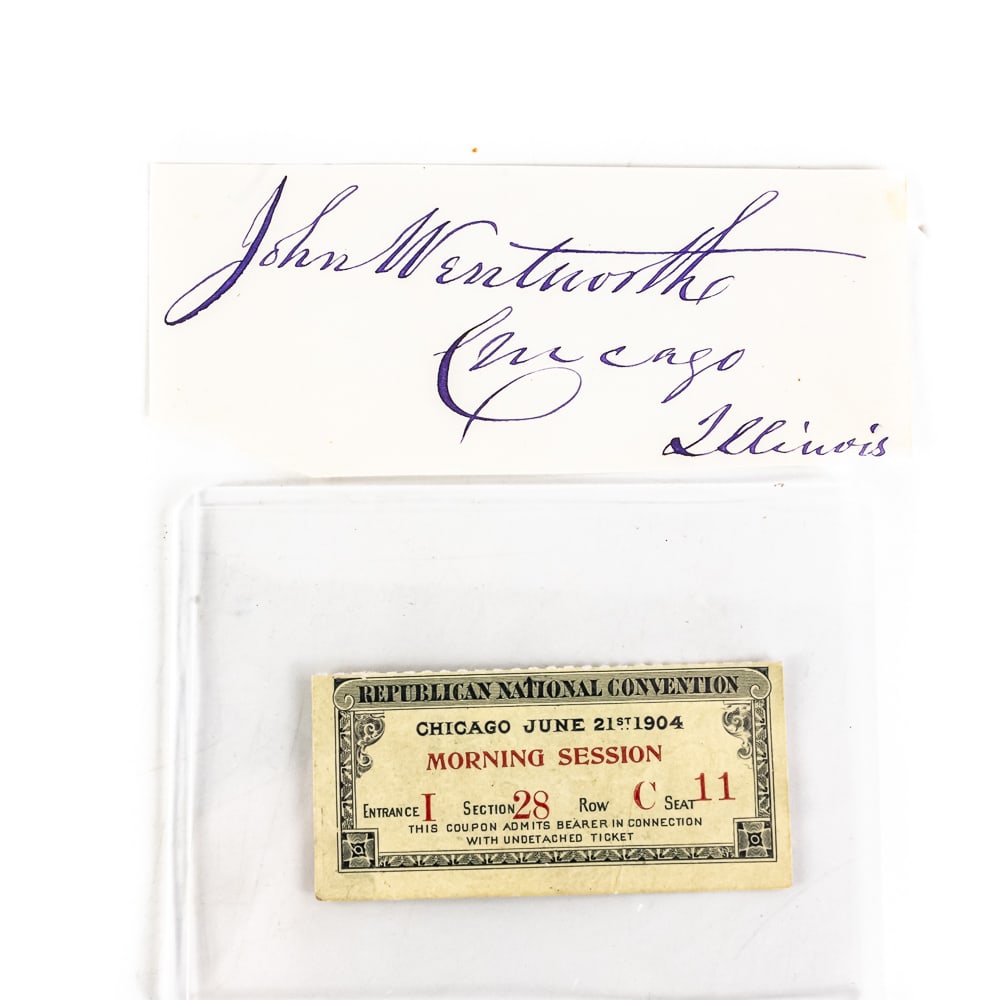 John Wentworth
Chicago
Illinois
REPUBLICAN NATIONAL CONVENTION
CHICAGO JUNE 21ST 1904
MORNING SESSION
ENTRANCE I SECTION 28 ROW C SEAT 11
THIS COUPON ADMITS BEARER IN CONNECTION
WITH UNDETACHED TICKET